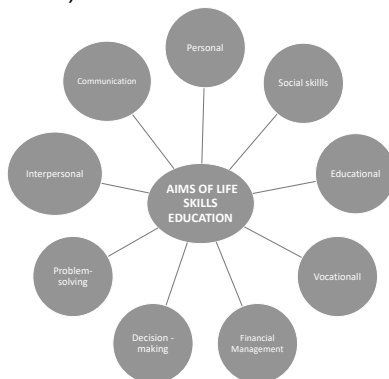 Personal
Social skillls
Educational
Vocationall
Financial
Management
Decision -
making
Problem-
solving
Interpersonal
Communication
AIMS OF LIFE
SKILLS
EDUCATION